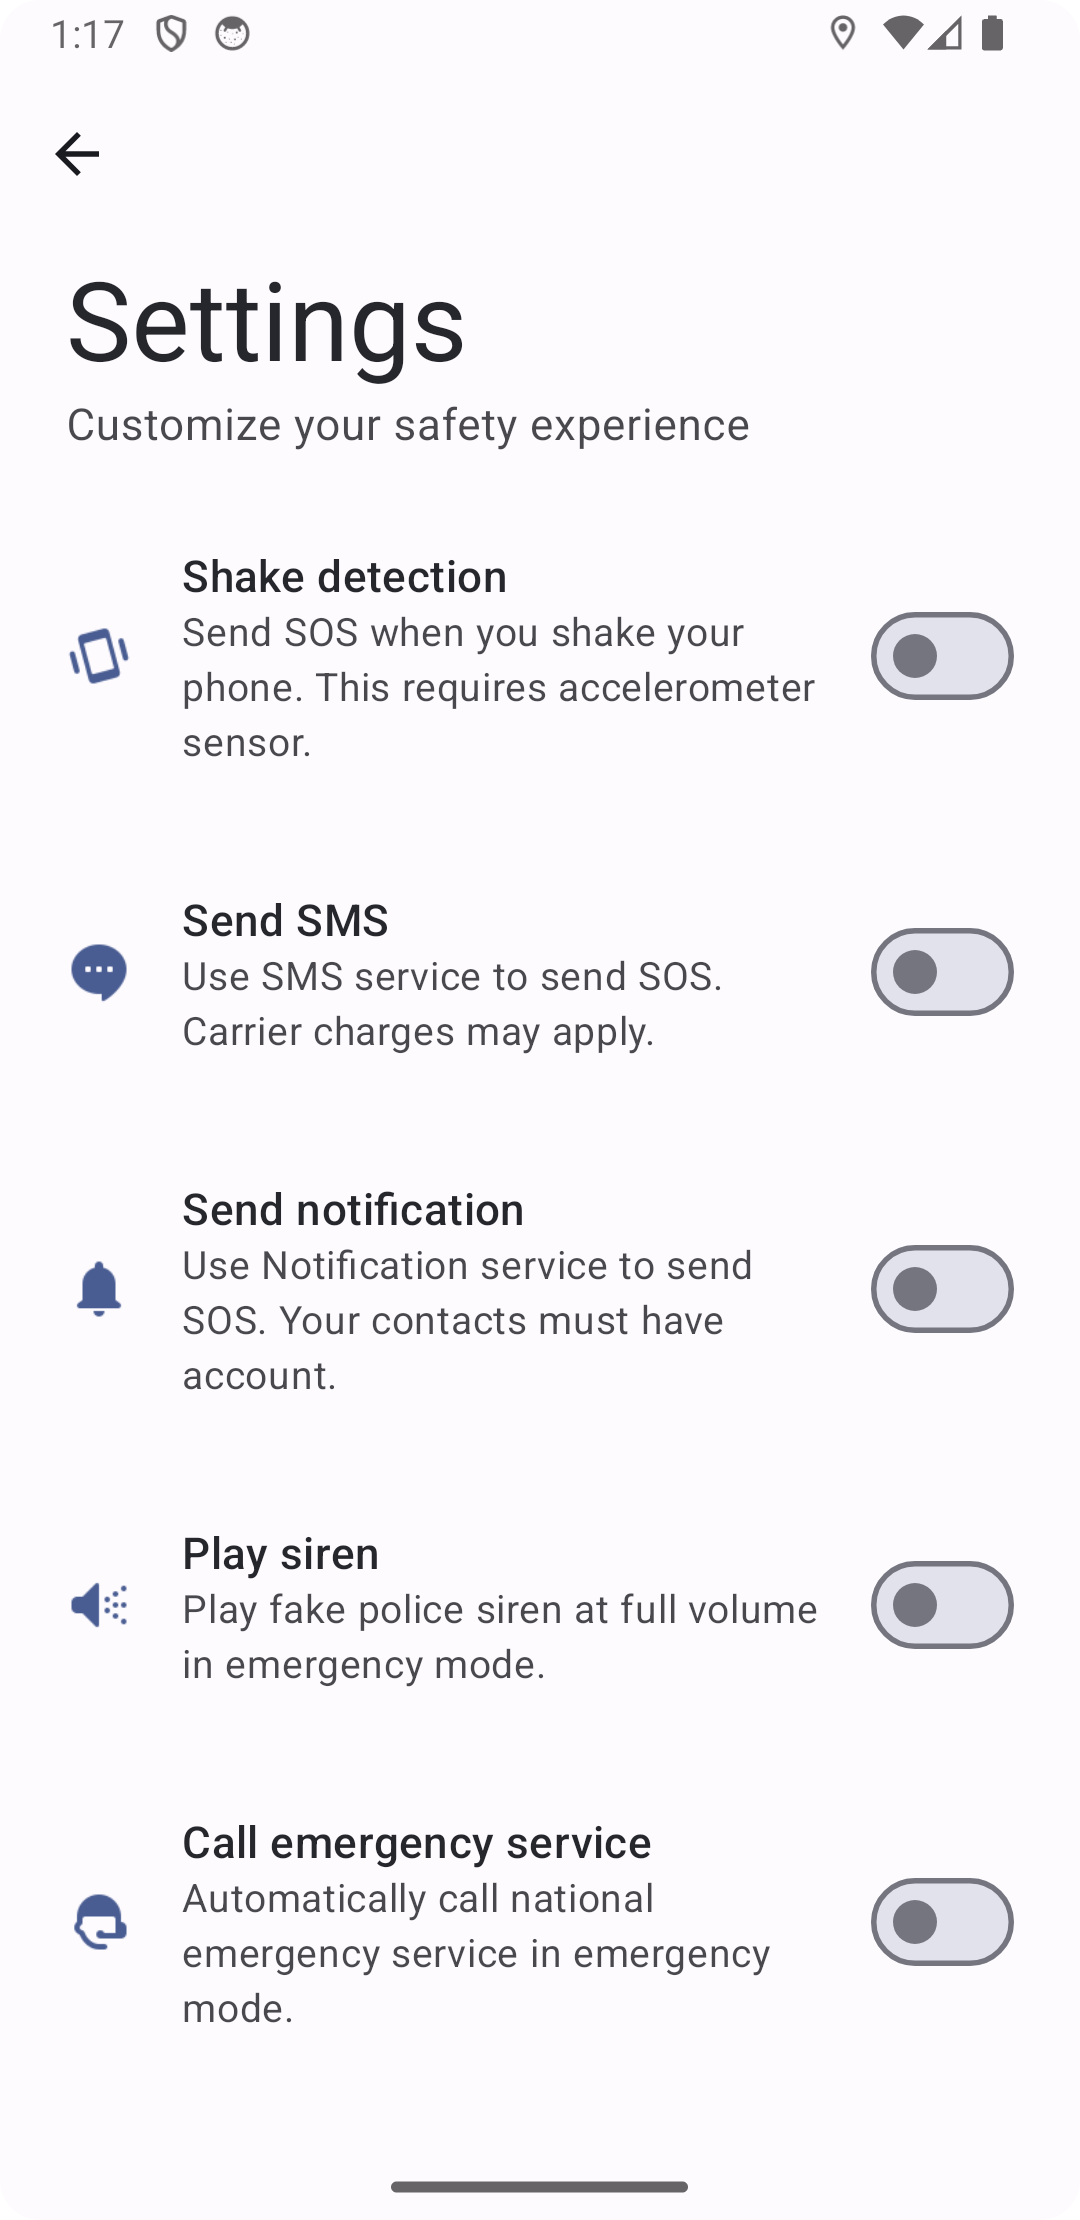 1:17
Settings
Customize your safety experience
Shake detection
Send SOS when you shake your
phone. This requires accelerometer
sensor.
Send SMS
Use SMS service to send SOS.
Carrier charges may apply.
Send notification
Use Notification service to send
SOS. Your contacts must have
account.
Play siren
Play fake police siren at full volume
in emergency mode.
Call emergency service
Automatically call national
emergency service in emergency
mode.